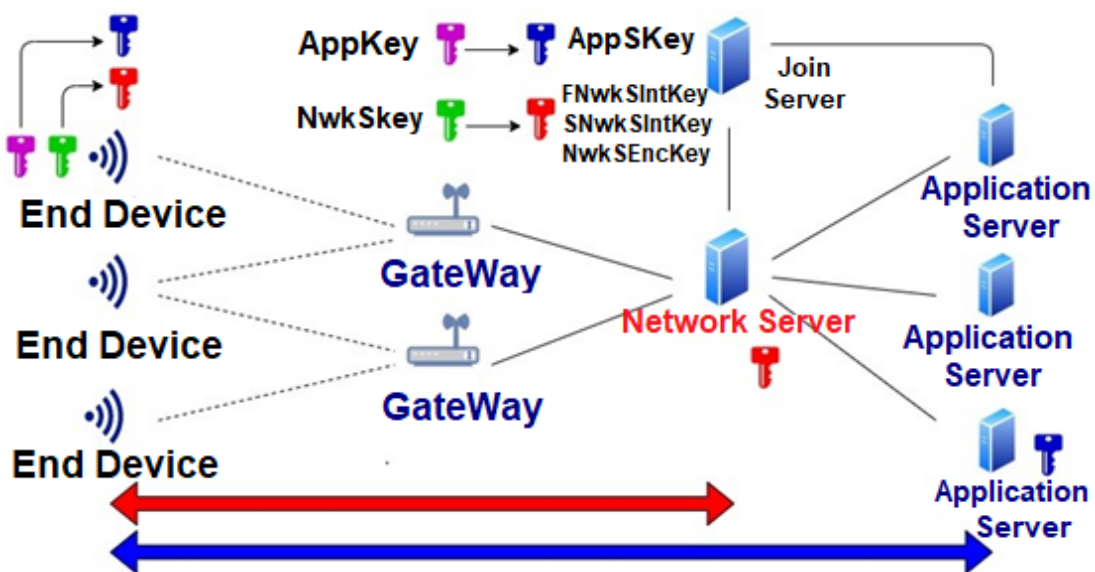 AppKey
AppSKey
Join
Server
NwkSkey
FNwkSIntKey
SNwkSIntKey
NwkSEncKey
End Device
GateWay
Application
Server
End Device
GateWay
Network Server
Application
Server
End Device
Application
Server